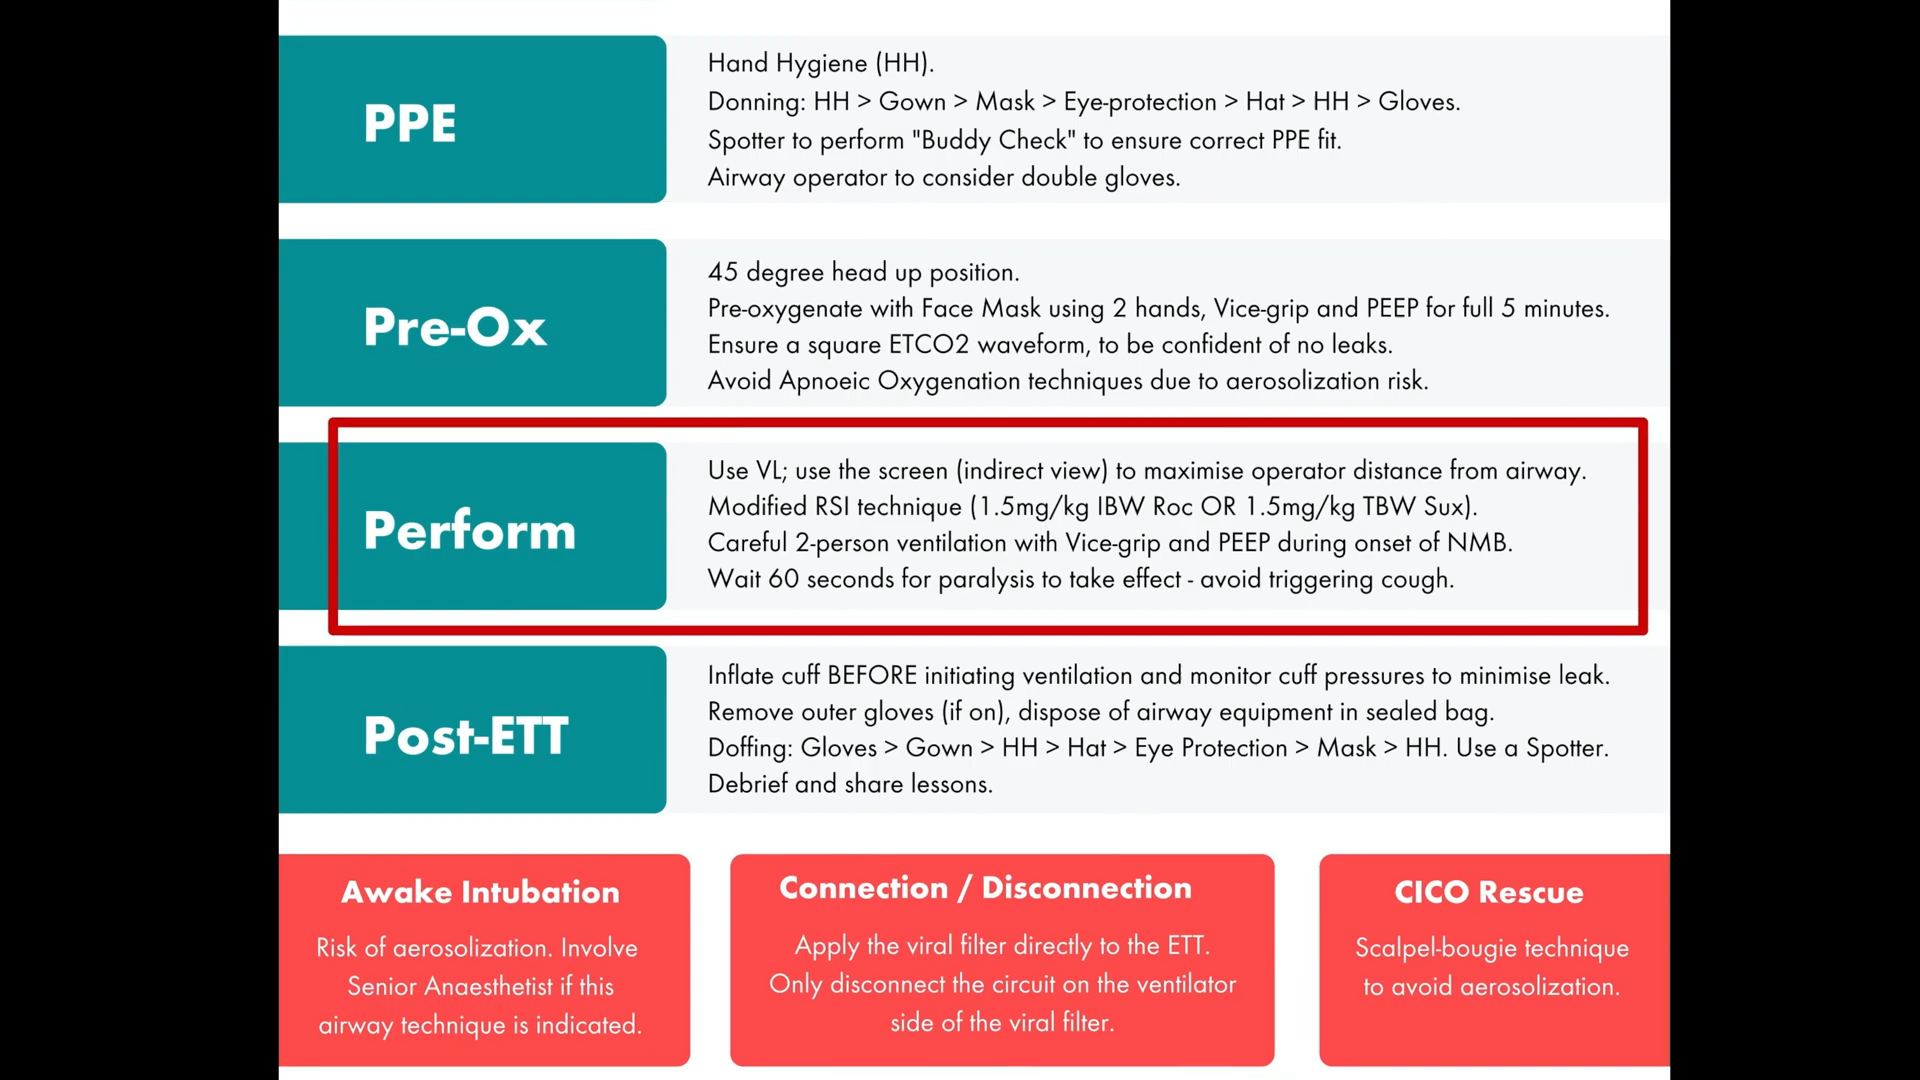 PPE
Hand Hygiene (HH).
Donning: HH > Gown > Mask > Eye-protection > Hat > HH > Gloves.
Spotter to perform "Buddy Check" to ensure correct PPE fit.
Airway operator to consider double gloves.
Pre-Ox
45 degree head up position.
Pre-oxygenate with Face Mask using 2 hands, Vice-grip and PEEP for full 5 minutes.
Ensure a square ETCO2 waveform, to be confident of no leaks.
Avoid Apnoeic Oxygenation techniques due to aerosolization risk.
Perform
Use VL; use the screen (indirect view) to maximise operator distance from airway.
Modified RSI technique (1.5mg/kg IBW Roc OR 1.5mg/kg TBW Sux).
Careful 2-person ventilation with Vice-grip and PEEP during onset of NMB.
Wait 60 seconds for paralysis to take effect - avoid triggering cough.
Post-ETT
Inflate cuff BEFORE initiating ventilation and monitor cuff pressures to minimise leak.
Remove outer gloves (if on), dispose of airway equipment in sealed bag.
Doffing: Gloves > Gown > HH > Hat > Eye Protection > Mask > HH. Use a Spotter.
Debrief and share lessons.
Awake Intubation
Risk of aerosolization. Involve
Senior Anaesthetist if this
airway technique is indicated.
Connection / Disconnection
Apply the viral filter directly to the ETT.
Only disconnect the circuit on the ventilator
side of the viral filter.
CICO Rescue
Scalpel-bougie technique
to avoid aerosolization.